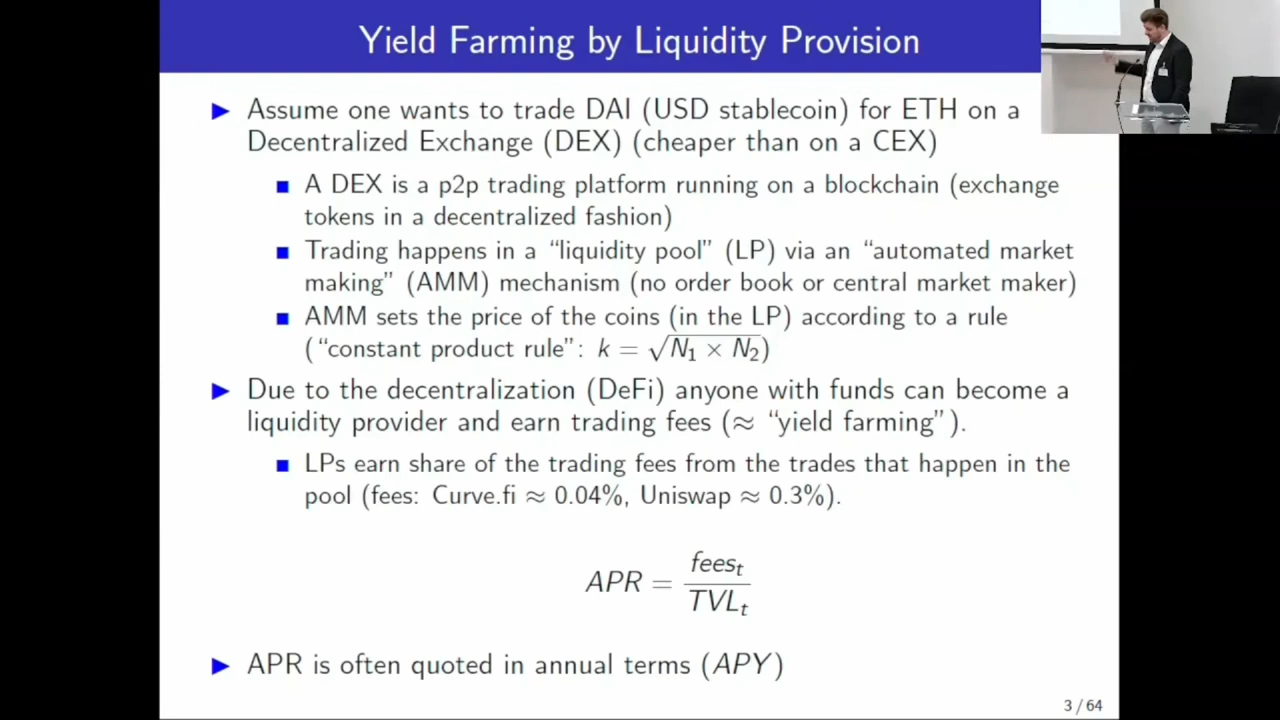 Yield Farming by Liquidity Provision
▶ Assume one wants to trade DAI (USD stablecoin) for ETH on a
Decentralized Exchange (DEX) (cheaper than on a CEX)
■ A DEX is a p2p trading platform running on a blockchain (exchange
tokens in a decentralized fashion)
■ Trading happens in a “liquidity pool” (LP) via an “automated market
making” (AMM) mechanism (no order book or central market maker)
■ AMM sets the price of the coins (in the LP) according to a rule
(“constant product rule”: k = √N₁ × N₂)
▶ Due to the decentralization (DeFi) anyone with funds can become a
liquidity provider and earn trading fees (≈ “yield farming”).
■ LPs earn share of the trading fees from the trades that happen in the
pool (fees: Curve.fi ≈ 0.04%, Uniswap ≈ 0.3%).
APR = feesₜ / TVLₜ
▶ APR is often quoted in annual terms (APY)
3 / 64